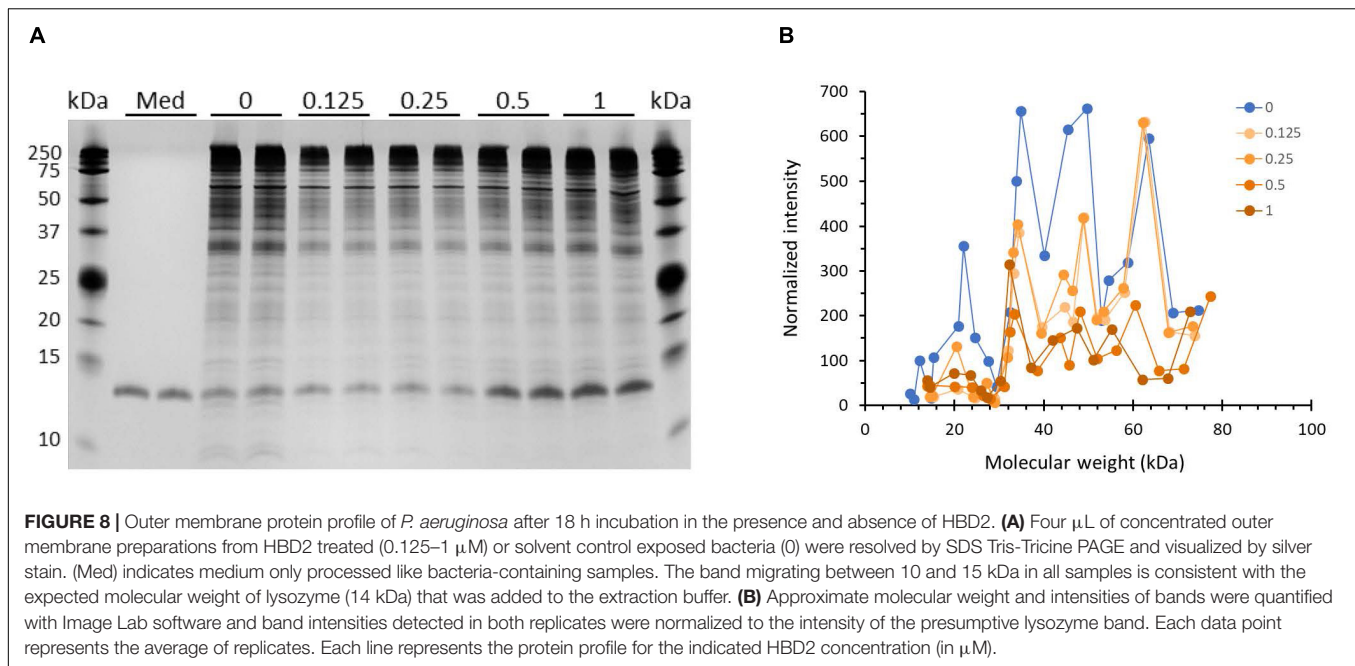 A
kDa Med 0 0.125 0.25 0.5 1 kDa
250
75
50
37
25
20
15
10
B
Normalized intensity
700
600
500
400
300
200
100
0
0 20 40 60 80 100
Molecular weight (kDa)
0
0.125
0.25
0.5
1
FIGURE 8 | Outer membrane protein profile of P. aeruginosa after 18 h incubation in the presence and absence of HBD2. (A) Four μL of concentrated outer
membrane preparations from HBD2 treated (0.125–1 μM) or solvent control exposed bacteria (0) were resolved by SDS Tris-Tricine PAGE and visualized by silver
stain. (Med) indicates medium only processed like bacteria-containing samples. The band migrating between 10 and 15 kDa in all samples is consistent with the
expected molecular weight of lysozyme (14 kDa) that was added to the extraction buffer. (B) Approximate molecular weight and intensities of bands were quantified
with Image Lab software and band intensities detected in both replicates were normalized to the intensity of the presumptive lysozyme band. Each data point
represents the average of replicates. Each line represents the protein profile for the indicated HBD2 concentration (in μM).